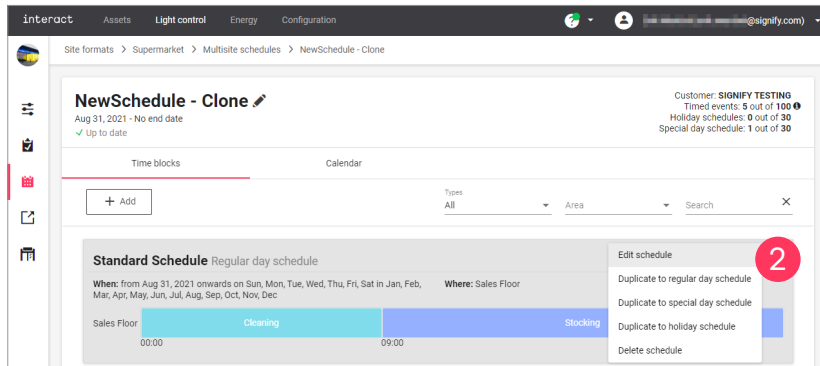 interact Assets Light control Energy Configuration ? @signify.com)
Site formats > Supermarket > Multisite schedules > NewSchedule - Clone
NewSchedule - Clone
Aug 31, 2021 - No end date
✓ Up to date
Customer: SIGNIFY TESTING
Timed events: 5 out of 100
Holiday schedules: 0 out of 30
Special day schedule: 1 out of 30
Time blocks Calendar
+ Add
Types
All
Area
Search
Standard Schedule Regular day schedule
When: from Aug 31, 2021 onwards on Sun, Mon, Tue, Wed, Thu, Fri, Sat in Jan, Feb,
Mar, Apr, May, Jun, Jul, Aug, Sep, Oct, Nov, Dec
Where: Sales Floor
Sales Floor Cleaning Stocking
00:00 09:00
Edit schedule
2
Duplicate to regular day schedule
Duplicate to special day schedule
Duplicate to holiday schedule
Delete schedule